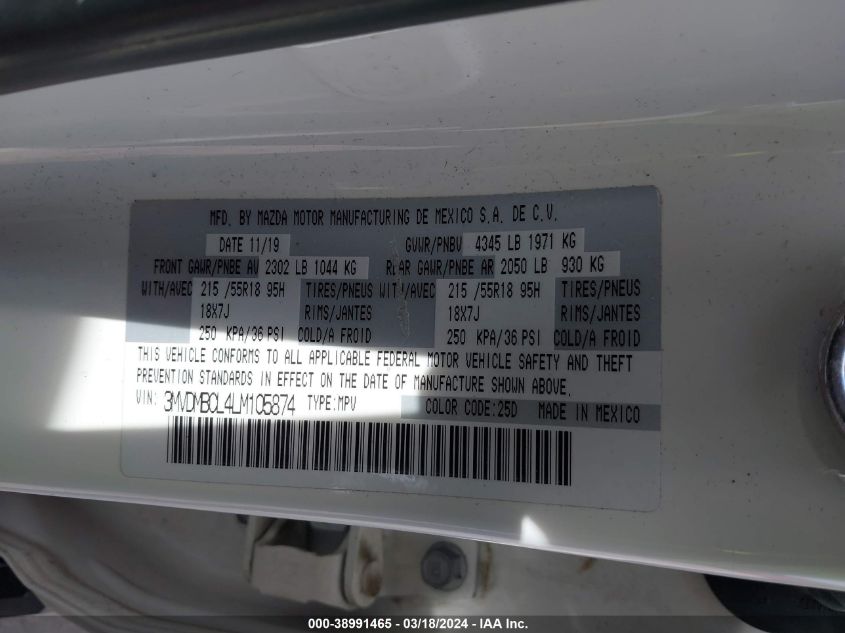 MFD. BY MAZDA MOTOR MANUFACTURING DE MEXICO S.A. DE C.V.
DATE 11/19 GVWR/PNBV 4345 LB 1971 KG
FRONT GAWR/PNBE AV 2302 LB 1044 KG REAR GAWR/PNBE AR 2050 LB 930 KG
WITH/AVEC 215 /55R18 95H TIRES/PNEUS WITH/AVEC 215 /55R18 95H TIRES/PNEUS
18X7J RIMS/JANTES 18X7J RIMS/JANTES
250 KPA/36 PSI COLD/A FROID 250 KPA/36 PSI COLD/A FROID
THIS VEHICLE CONFORMS TO ALL APPLICABLE FEDERAL MOTOR VEHICLE SAFETY AND THEFT
PREVENTION STANDARDS IN EFFECT ON THE DATE OF MANUFACTURE SHOWN ABOVE.
VIN: 3MVDMBCL4LM105874 TYPE:MPV COLOR CODE:25D MADE IN MEXICO
000-38991465 - 03/18/2024 - IAA Inc.